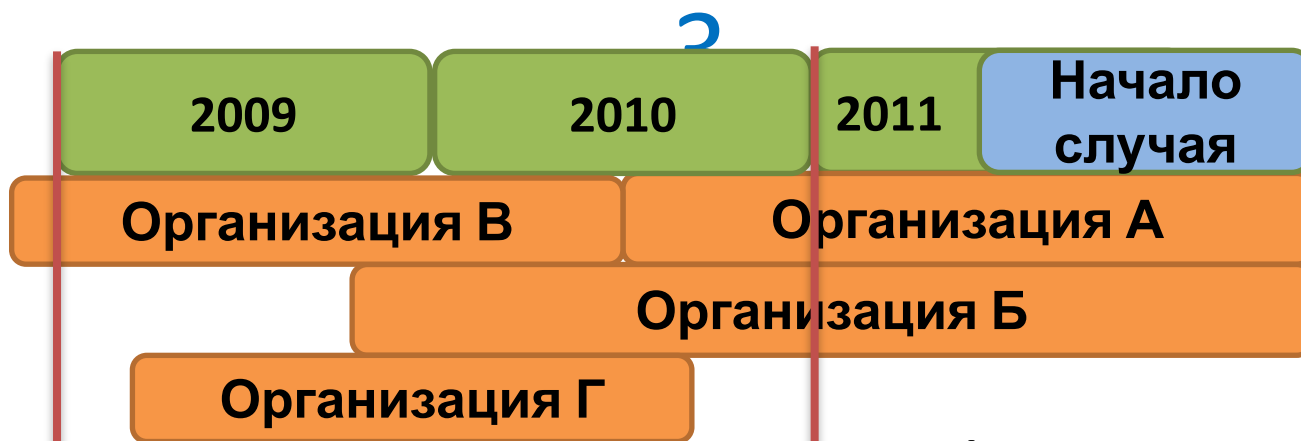 2009
2010
2011
Начало
случая
Организация В
Организация А
Организация Б
Организация Г